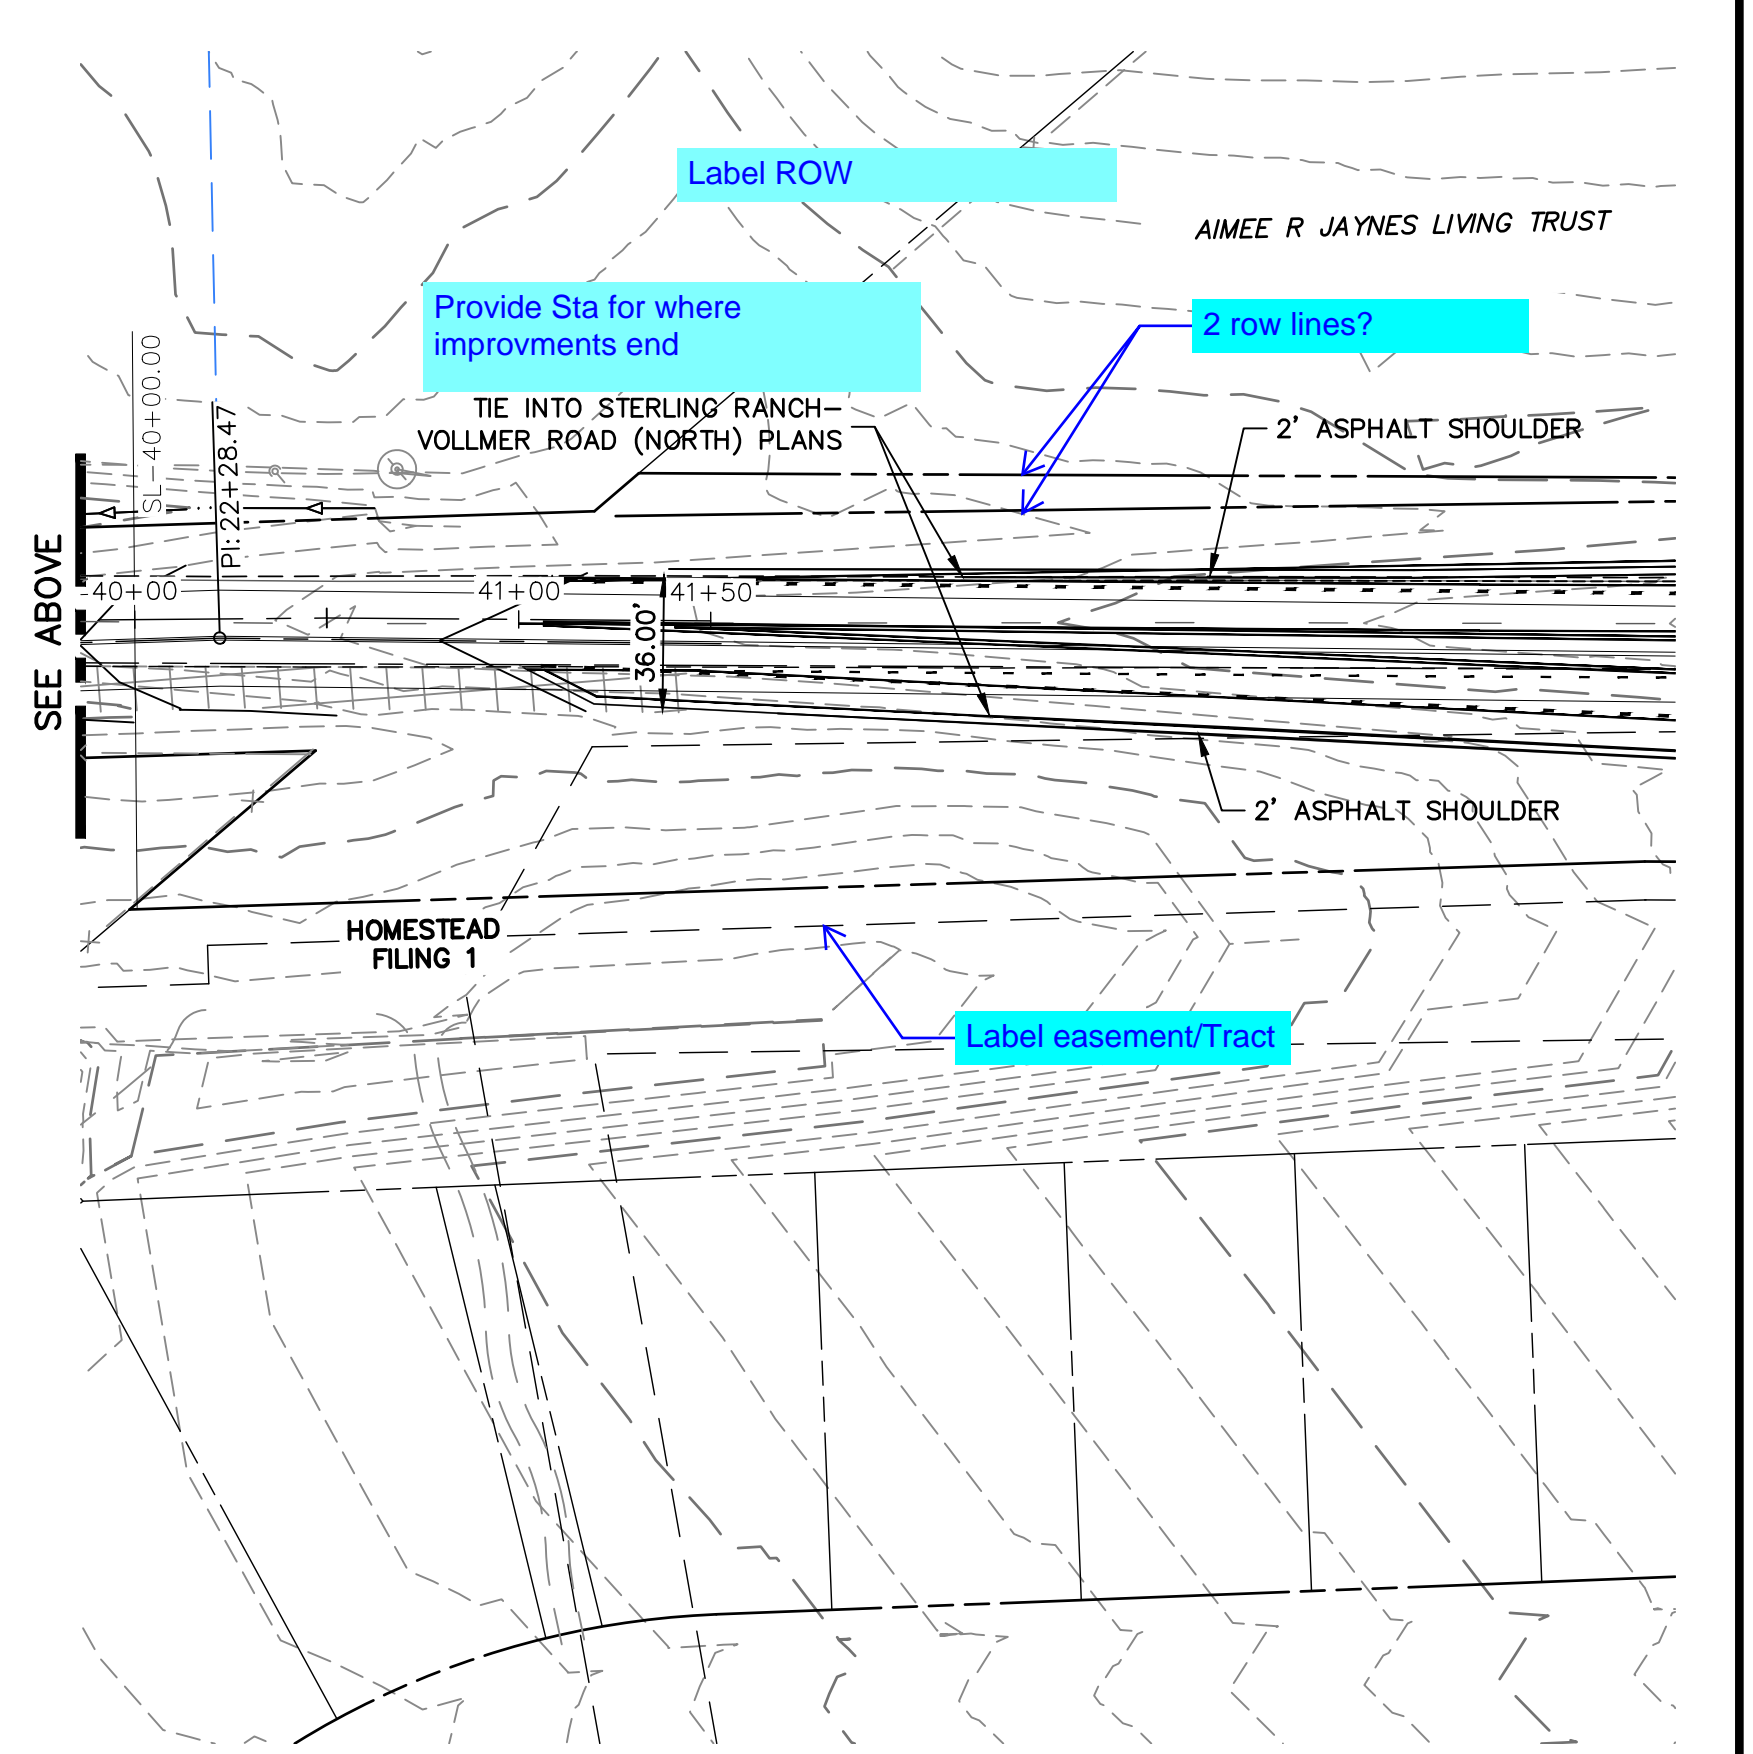 Label ROW
AIMEE R JAYNES LIVING TRUST
Provide Sta for where
improvments end
2 row lines?
TIE INTO STERLING RANCH-
VOLLMER ROAD (NORTH) PLANS
2' ASPHALT SHOULDER
SL-40+00.00
PI: 22+28.47
SEE ABOVE
40+00
41+00
41+50
36.00'
2' ASPHALT SHOULDER
HOMESTEAD
FILING 1
Label easement/Tract